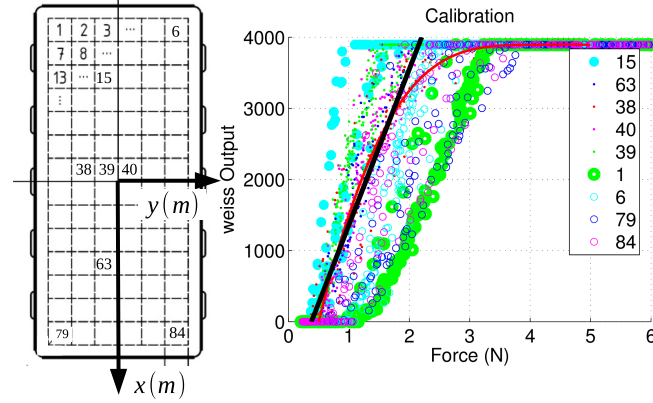 1 2 3 ... 6
7 8 ...
13 ... 15
⋮
38 39 40
y(m)
63
79 84
x(m)
Calibration
weiss Output
4000
3000
2000
1000
0
0 1 2 3 4 5 6
Force (N)
15
63
38
40
39
1
6
79
84